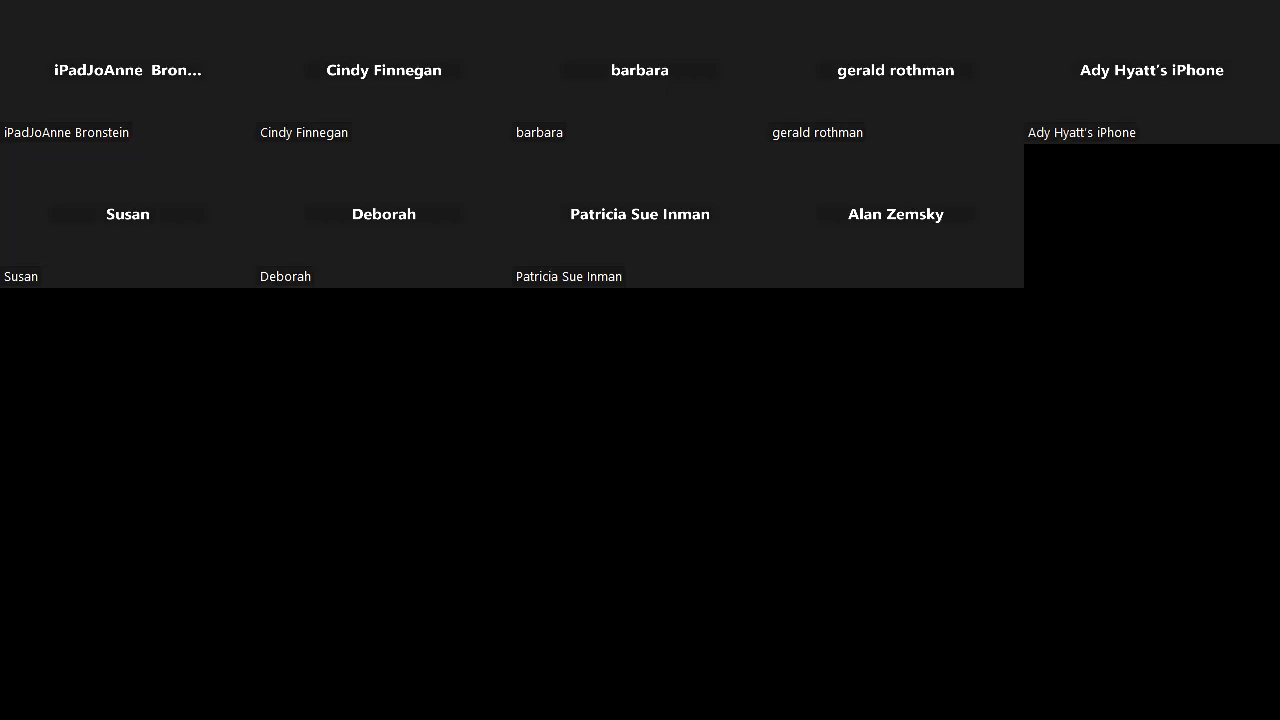 iPadJoAnne Bron...
Cindy Finnegan
barbara
gerald rothman
Ady Hyatt's iPhone
iPadJoAnne Bronstein
Cindy Finnegan
barbara
gerald rothman
Ady Hyatt's iPhone
Susan
Deborah
Patricia Sue Inman
Alan Zemsky
Susan
Deborah
Patricia Sue Inman